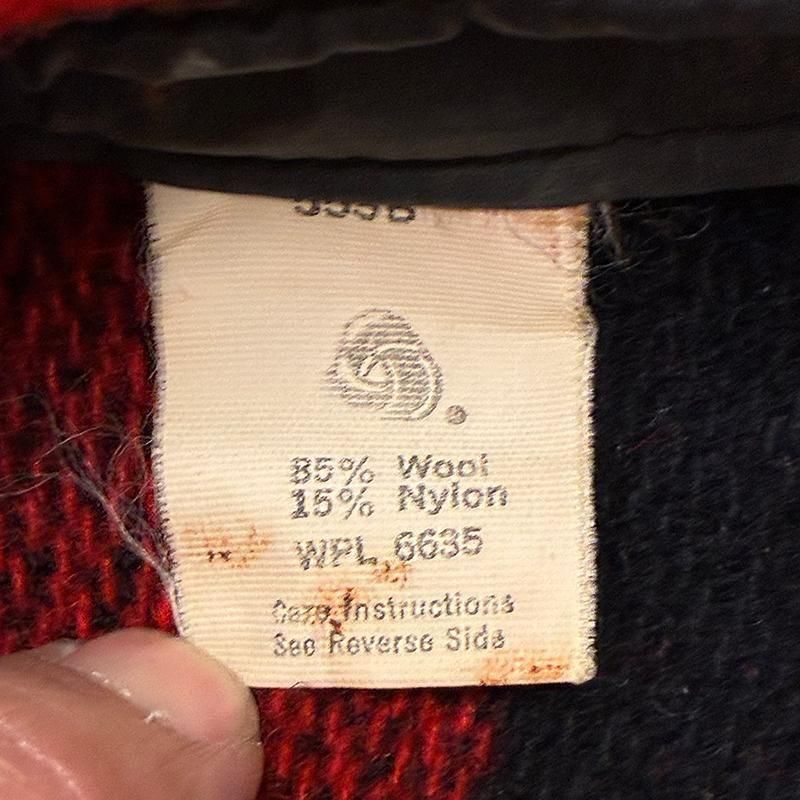 85% Wool
15% Nylon
WPL 6635
Care Instructions
See Reverse Side